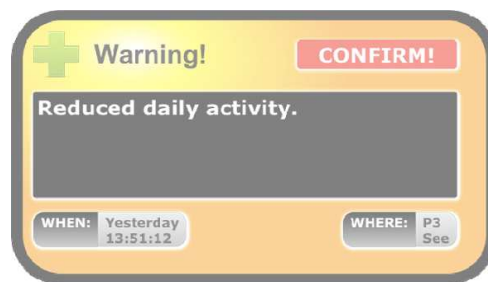 Warning!
CONFIRM!
Reduced daily activity.
WHEN: Yesterday
13:51:12
WHERE: P3
See